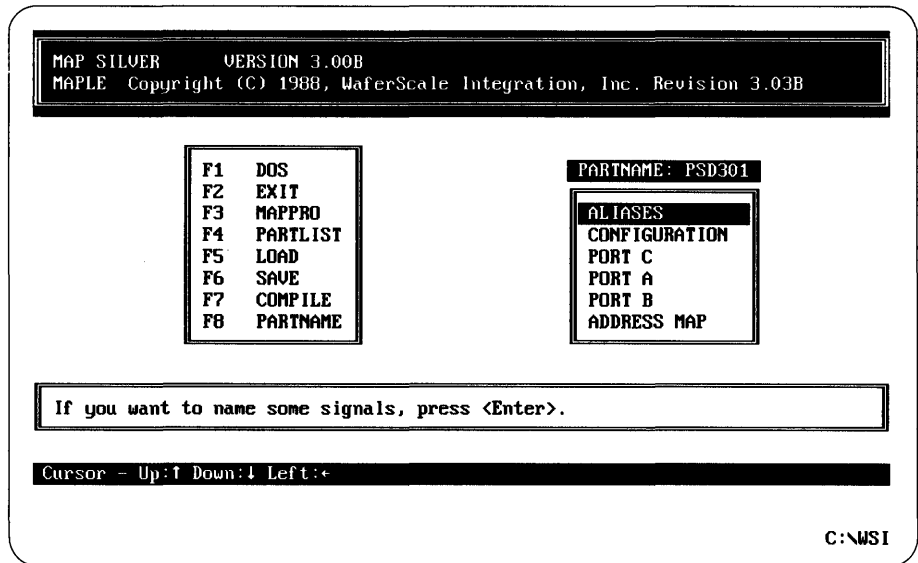 MAP SILVER VERSION 3.00B
MAPLE Copyright (C) 1988, WaferScale Integration, Inc. Revision 3.03B
F1 DOS
F2 EXIT
F3 MAPPRO
F4 PARTLIST
F5 LOAD
F6 SAVE
F7 COMPILE
F8 PARTNAME
PARTNAME: PSD301
ALIASES
CONFIGURATION
PORT C
PORT A
PORT B
ADDRESS MAP
If you want to name some signals, press <Enter>.
Cursor - Up:↑ Down:↓ Left:←
C:\WSI